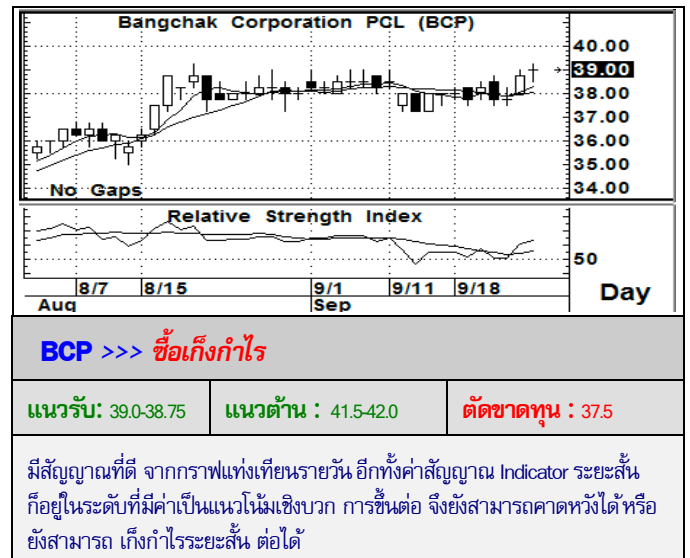 Bangchak Corporation PCL (BCP)
40.00
39.00
38.00
37.00
36.00
35.00
34.00
No Gaps
Relative Strength Index
50
8/7 8/15 9/1 9/11 9/18
Aug Sep
Day
BCP >>> ซื้อเก็งกำไร
แนวรับ: 39.0-38.75 แนวต้าน : 41.5-42.0 ตัดขาดทุน : 37.5
มีสัญญาณที่ดี จากกราฟแท่งเทียนรายวัน อีกทั้งค่าสัญญาณ Indicator ระยะสั้น
ก็อยู่ในระดับที่มีค่าเป็นแนวโน้มเชิงบวก การขึ้นต่อ จึงยังสามารถคาดหวังได้ หรือ
ยังสามารถ เก็งกำไรระยะสั้น ต่อได้